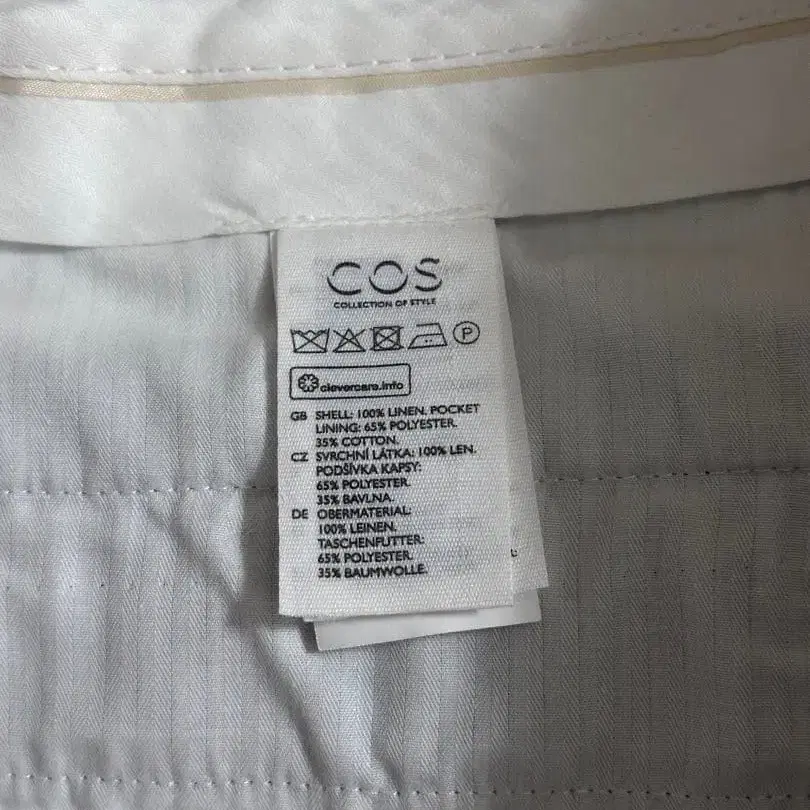 COS
COLLECTION OF STYLE
P
clevercare.info
GB SHELL: 100% LINEN. POCKET
LINING: 65% POLYESTER.
35% COTTON.
CZ SVRCHNÍ LÁTKA: 100% LEN.
PODŠÍVKA KAPSY:
65% POLYESTER.
35% BAVLNA.
DE OBERMATERIAL:
100% LEINEN.
TASCHENFUTTER:
65% POLYESTER.
35% BAUMWOLLE.